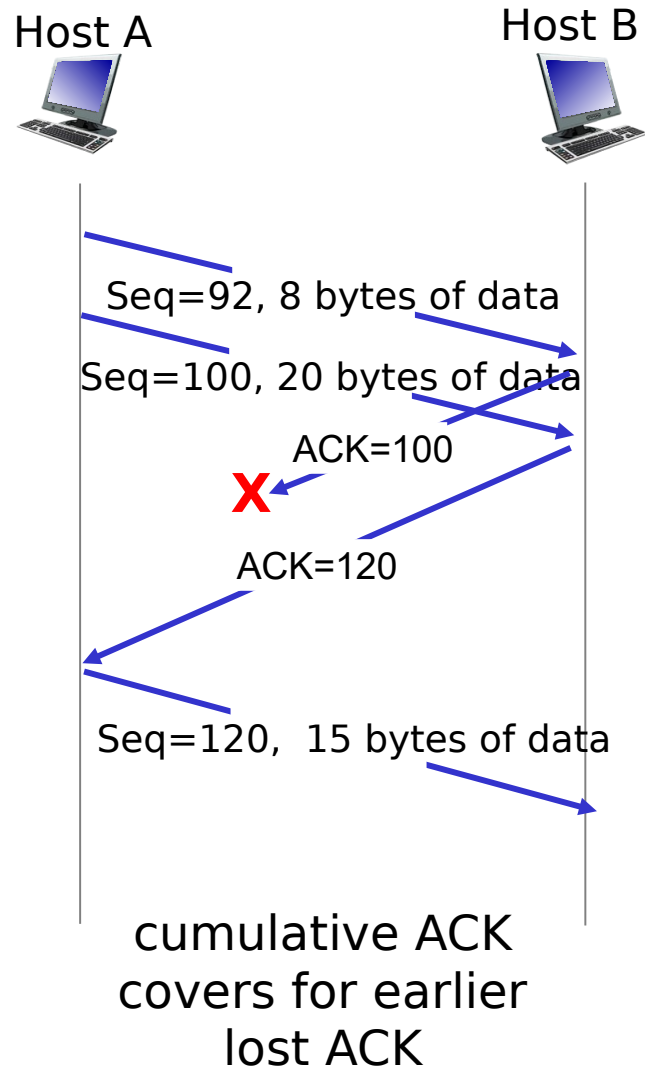 Host A
Host B
Seq=92, 8 bytes of data
Seq=100, 20 bytes of data
ACK=100
X
ACK=120
Seq=120,  15 bytes of data
cumulative ACK
covers for earlier
lost ACK